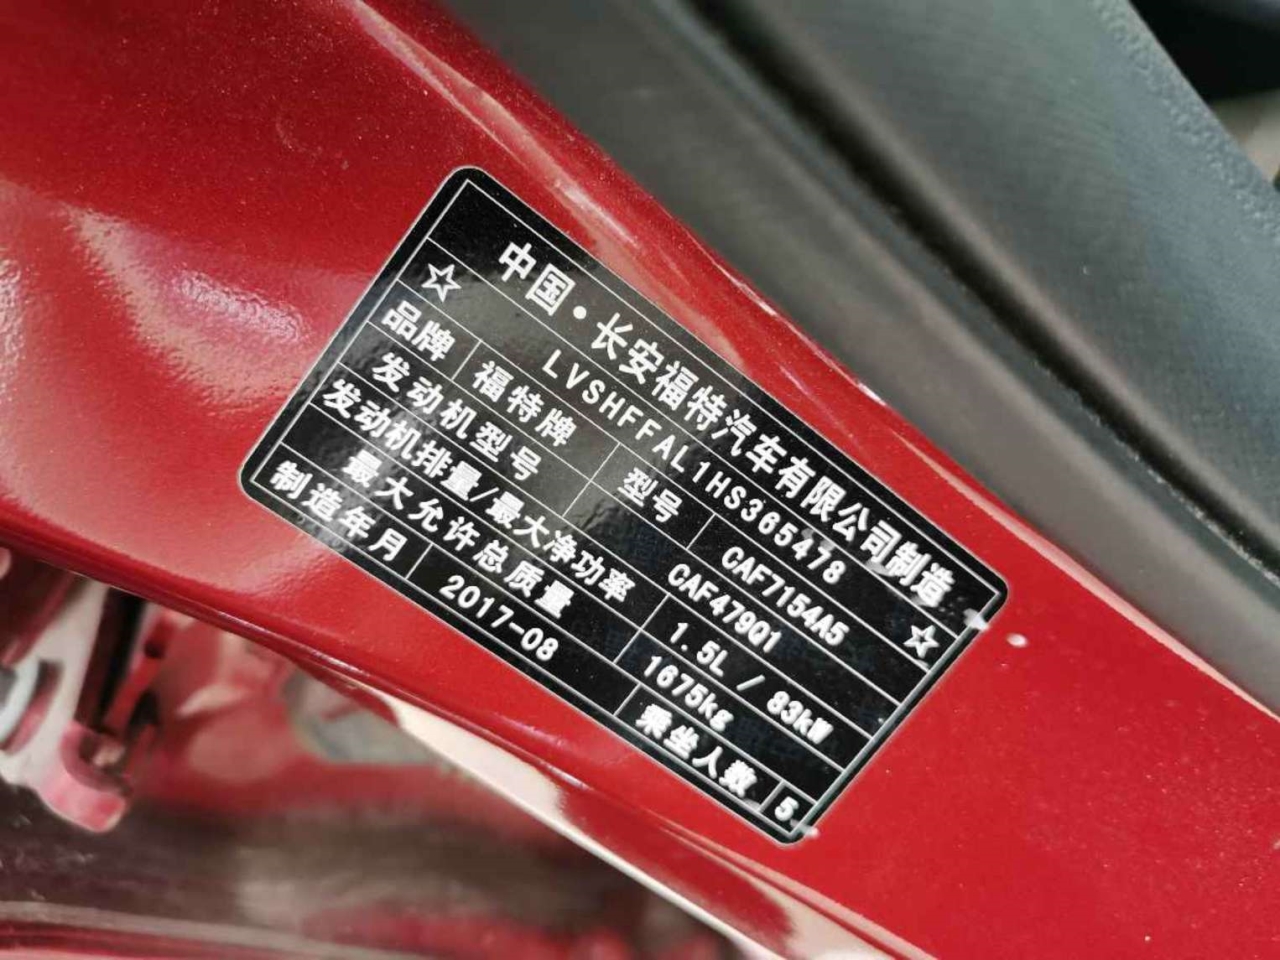 中国·长安福特汽车有限公司制造
☆ LVSHFFAL1HS365478 ☆
品牌 福特牌 型号 CAF7154A5
发动机型号 CAF479Q1
发动机排量/最大净功率 1.5L / 83kW
最大允许总质量 1675kg
制造年月 2017-08 乘坐人数 5